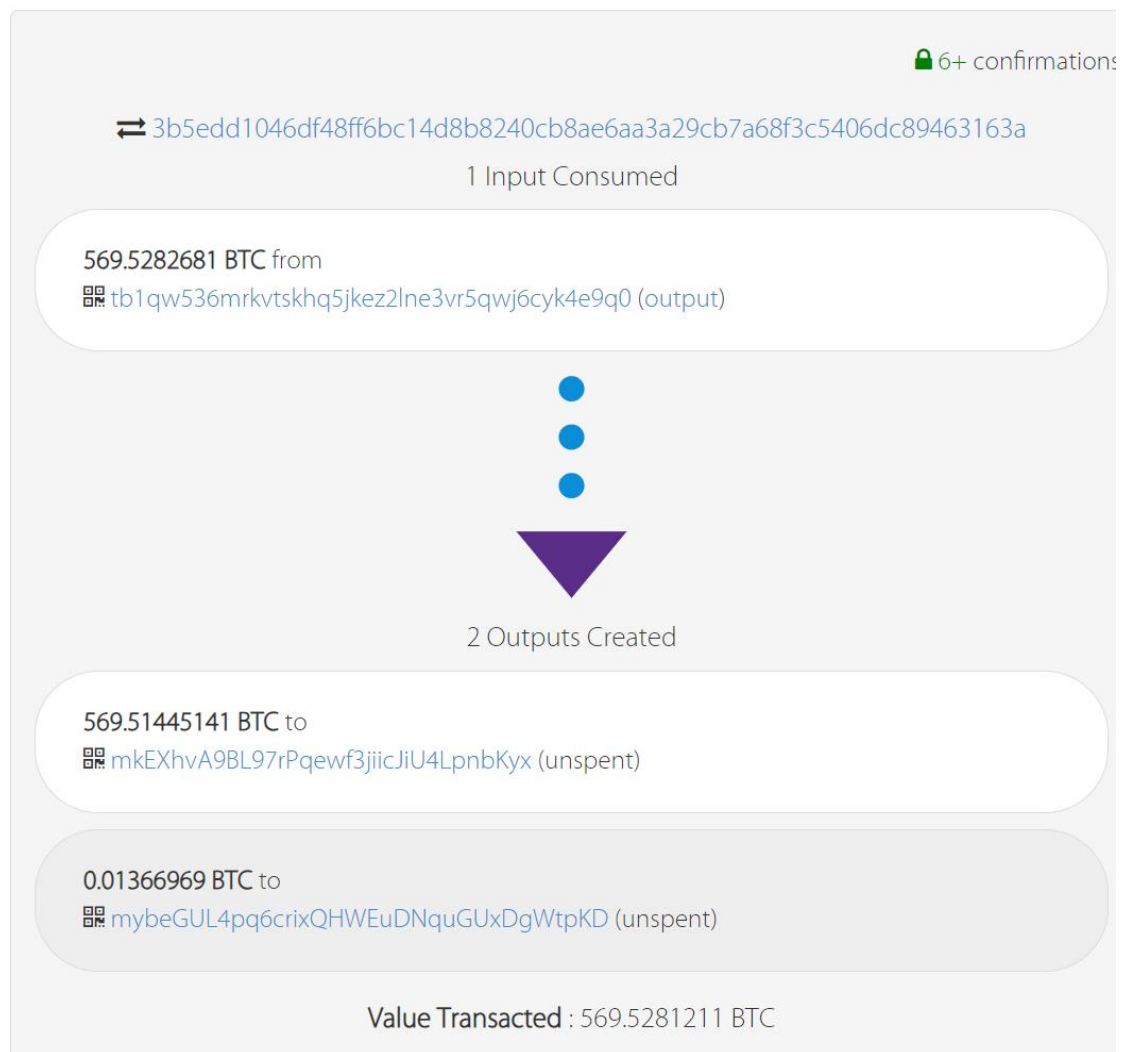 6+ confirmations
3b5edd1046df48ff6bc14d8b8240cb8ae6aa3a29cb7a68f3c5406dc89463163a
1 Input Consumed
569.5282681 BTC from
tb1qw536mrkvtskhq5jkez2lne3vr5qwj6cyk4e9q0 (output)
2 Outputs Created
569.51445141 BTC to
mkEXhvA9BL97rPqewf3jiicJiU4LpnbKyx (unspent)
0.01366969 BTC to
mybeGUL4pq6crixQHWEuDNquGUxDgWtpKD (unspent)
Value Transacted : 569.5281211 BTC